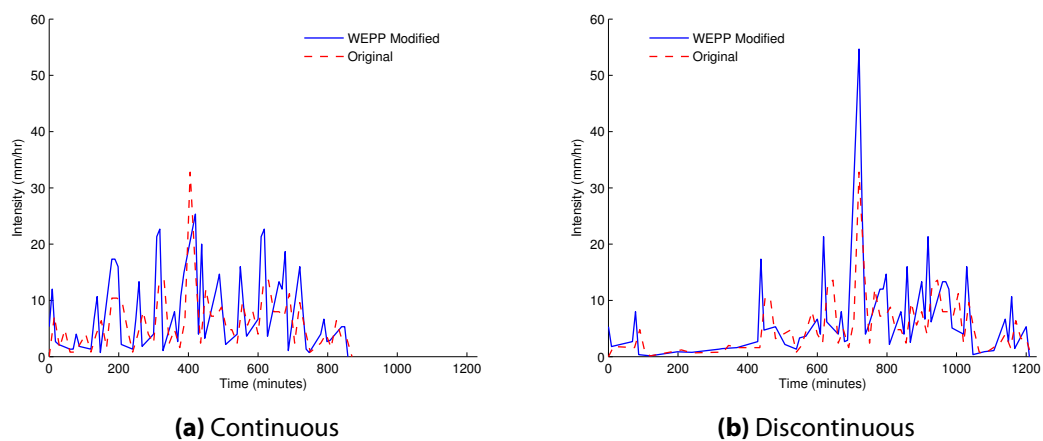 60
50
40
30
20
10
0
Intensity (mm/hr)
WEPP Modified
Original
0 200 400 600 800 1000 1200
Time (minutes)
(a) Continuous
60
50
40
30
20
10
0
Intensity (mm/hr)
WEPP Modified
Original
0 200 400 600 800 1000 1200
Time (minutes)
(b) Discontinuous